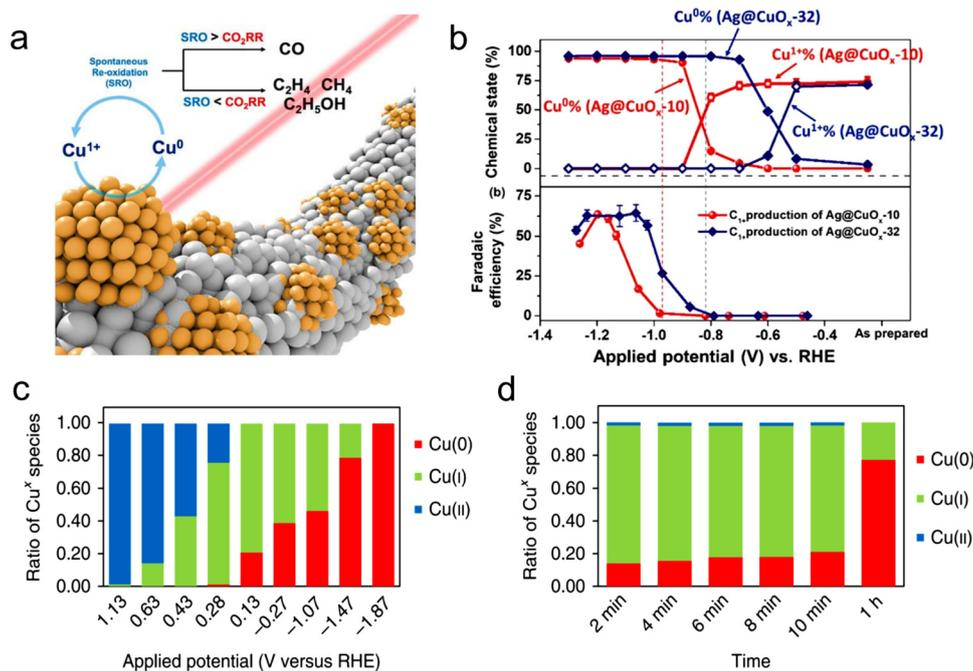 a
SRO > CO₂RR
CO
Spontaneous
Re-oxidation
(SRO)
C₂H₄ CH₄
SRO < CO₂RR
C₂H₅OH
Cu¹⁺ Cu⁰
b
Cu⁰% (Ag@CuOₓ-32)
Cu¹⁺% (Ag@CuOₓ-10)
Cu⁰% (Ag@CuOₓ-10)
Cu¹⁺% (Ag@CuOₓ-32)
Chemical state (%)
100
75
50
25
0
(b)
C₁₊production of Ag@CuOₓ-10
C₁₊production of Ag@CuOₓ-32
Faradaic
efficiency (%)
75
50
25
0
-1.4 -1.2 -1.0 -0.8 -0.6 -0.4 As prepared
Applied potential (V) vs. RHE
c
Ratio of Cuˣ species
1.00
0.80
0.60
0.40
0.20
0.00
Cu(0)
Cu(I)
Cu(II)
1.13 0.63 0.43 0.28 0.13 −0.27 −1.07 −1.47 −1.87
Applied potential (V versus RHE)
d
Ratio of Cuˣ species
1.00
0.80
0.60
0.40
0.20
0.00
Cu(0)
Cu(I)
Cu(II)
2 min 4 min 6 min 8 min 10 min 1 h
Time